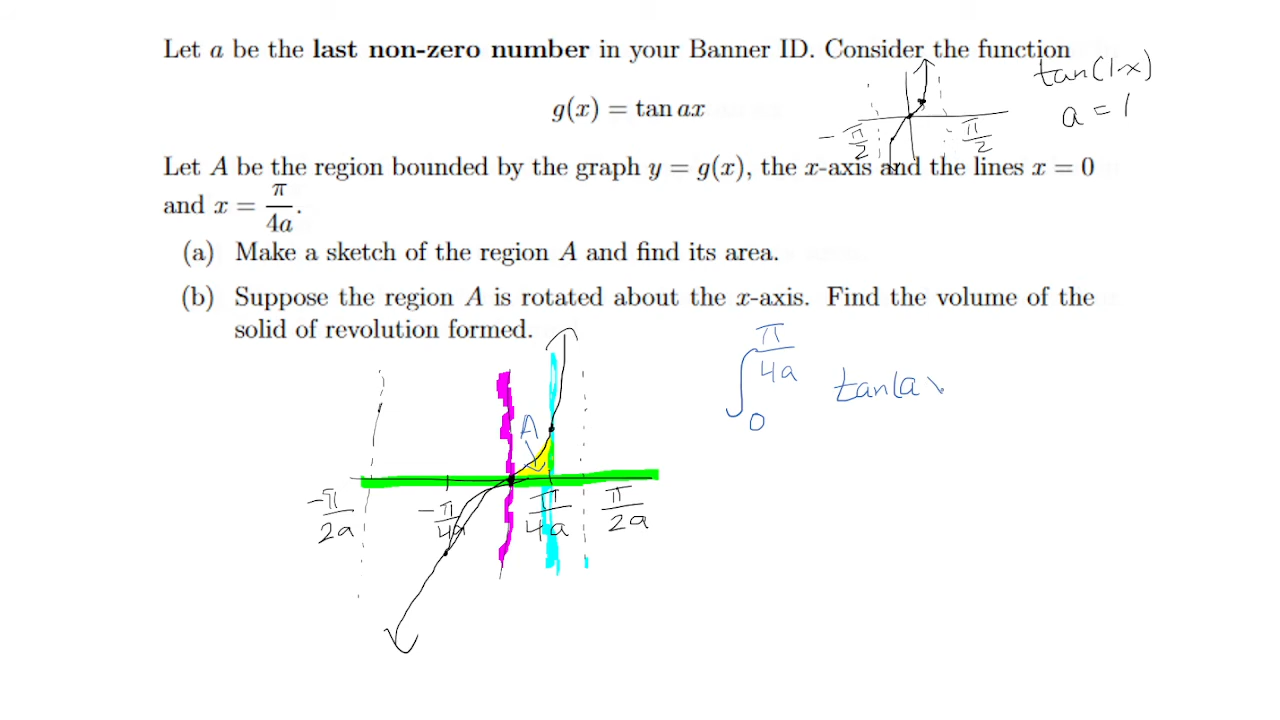 Let a be the last non-zero number in your Banner ID. Consider the function
g(x) = tan ax
tan(1·x)
a = 1
-π/2
π/2
Let A be the region bounded by the graph y = g(x), the x-axis and the lines x = 0
and x = π/4a.
(a) Make a sketch of the region A and find its area.
(b) Suppose the region A is rotated about the x-axis. Find the volume of the
solid of revolution formed.
∫_0^{π/4a} tan(a
A
-π/2a
-π/4a
π/4a
π/2a